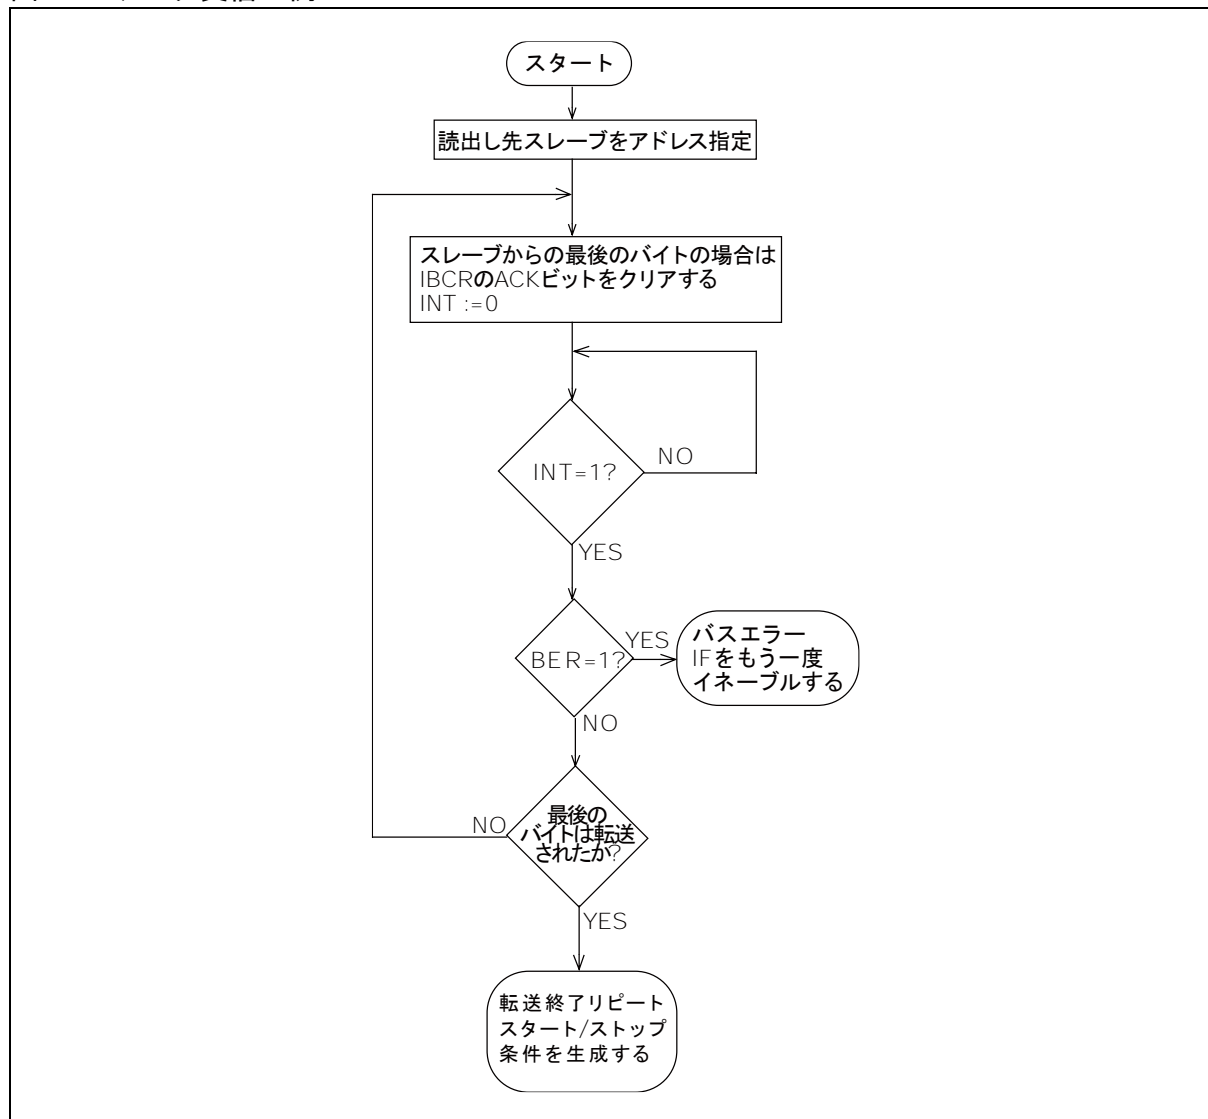 スタート
読出し先スレーブをアドレス指定
スレーブからの最後のバイトの場合は
IBCRのACKビットをクリアする
INT :=0
INT=1?
NO
YES
BER=1?
YES
バスエラー
IFをもう一度
イネーブルする
NO
最後の
バイトは転送
されたか?
NO
YES
転送終了リピート
スタート/ストップ
条件を生成する